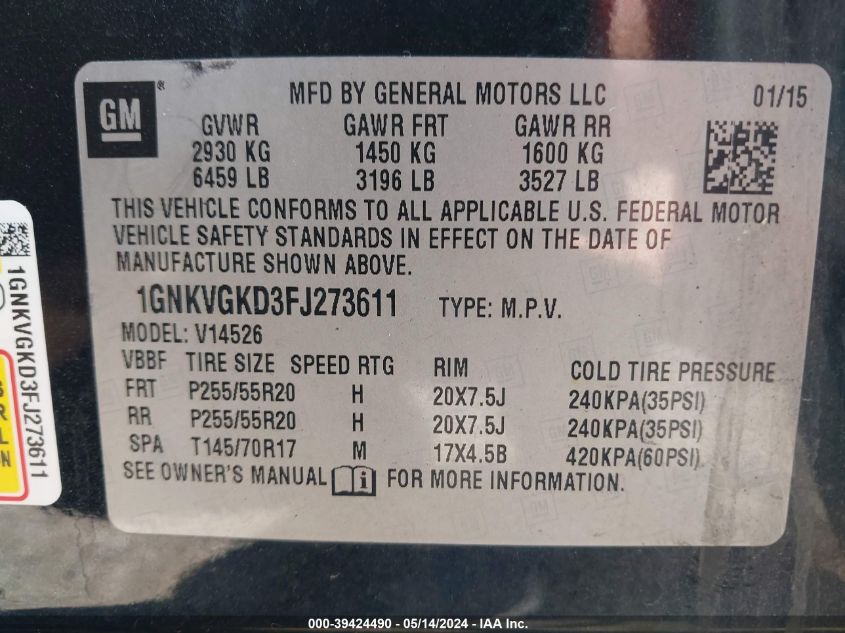 GM ®
MFD BY GENERAL MOTORS LLC 01/15
GVWR GAWR FRT GAWR RR
2930 KG 1450 KG 1600 KG
6459 LB 3196 LB 3527 LB
THIS VEHICLE CONFORMS TO ALL APPLICABLE U.S. FEDERAL MOTOR
VEHICLE SAFETY STANDARDS IN EFFECT ON THE DATE OF
MANUFACTURE SHOWN ABOVE.
1GNKVGKD3FJ273611 TYPE: M.P.V.
MODEL: V14526
VBBF TIRE SIZE SPEED RTG RIM COLD TIRE PRESSURE
FRT P255/55R20 H 20X7.5J 240KPA(35PSI)
RR P255/55R20 H 20X7.5J 240KPA(35PSI)
SPA T145/70R17 M 17X4.5B 420KPA(60PSI)
SEE OWNER'S MANUAL i FOR MORE INFORMATION.
1GNKVGKD3FJ273611
000-39424490 - 05/14/2024 - IAA Inc.